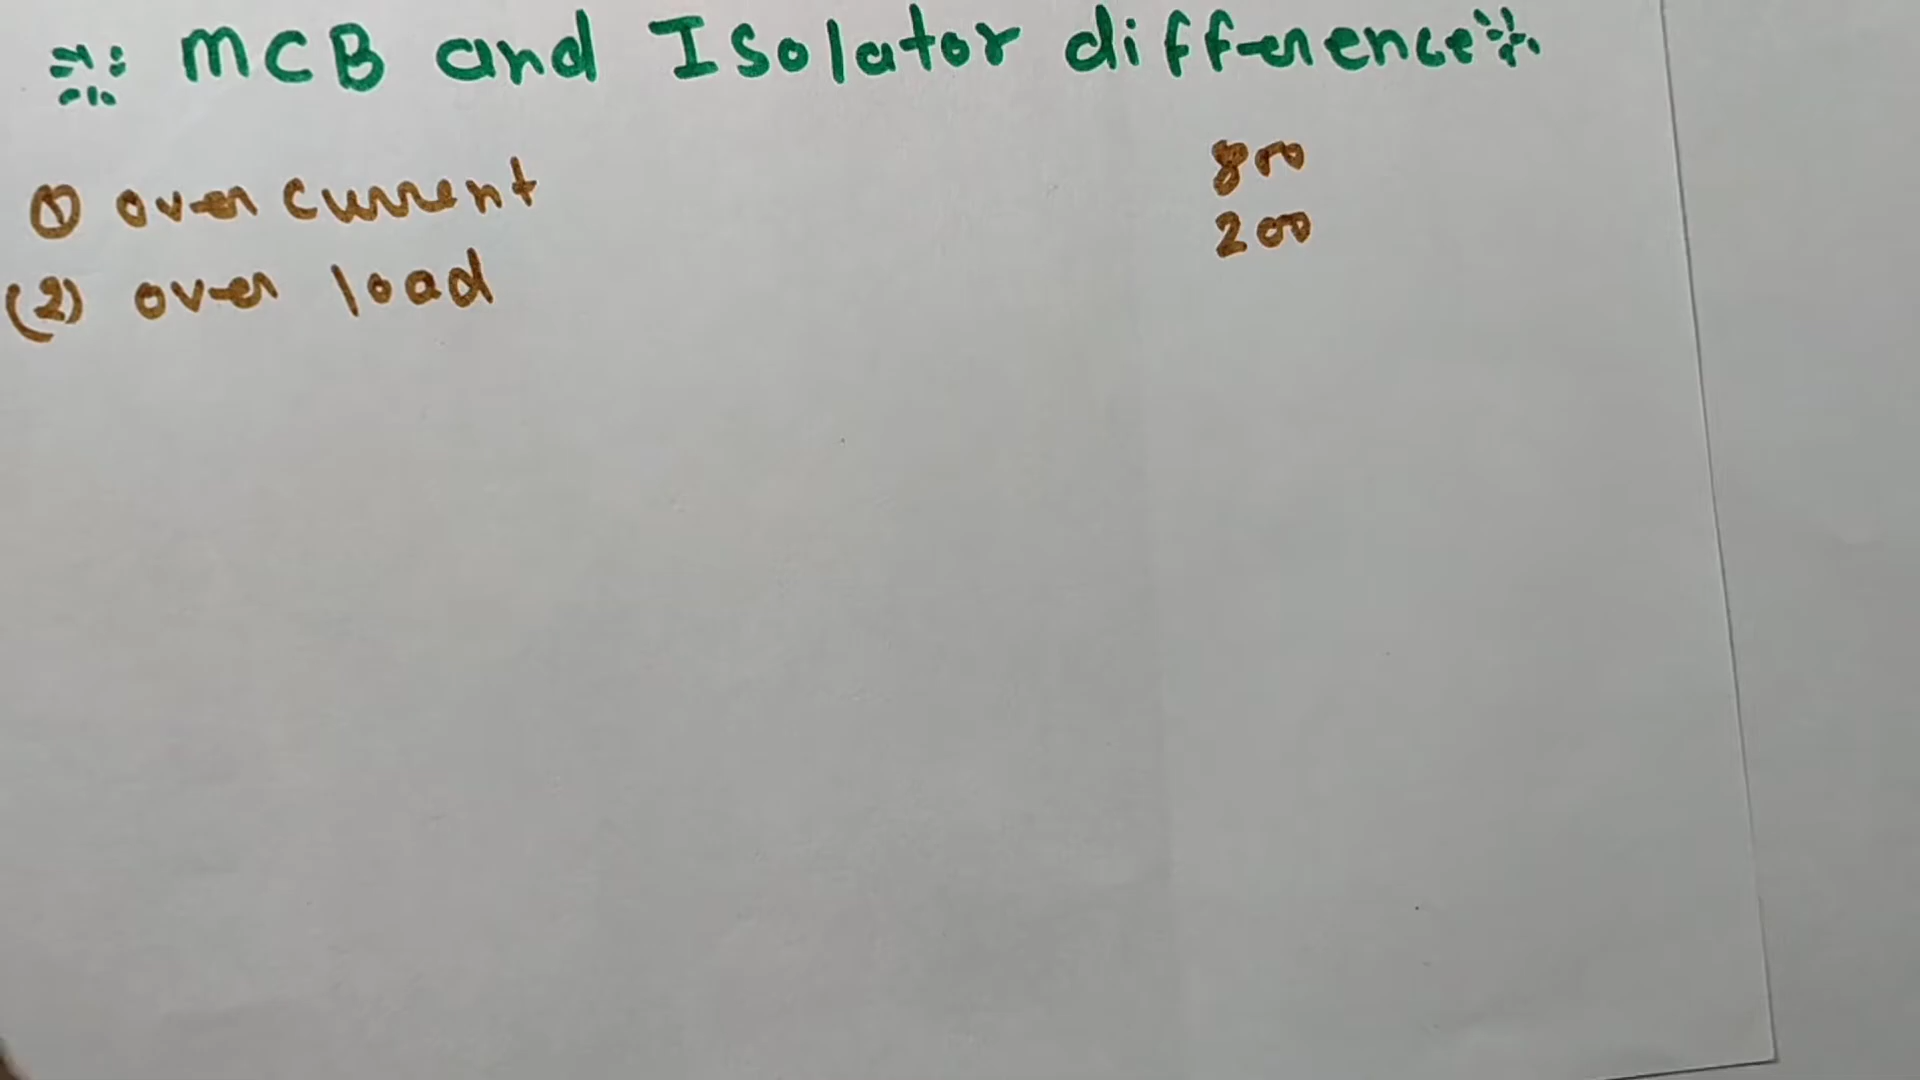 MCB and Isolator difference
① over current
800
200
(2) over load